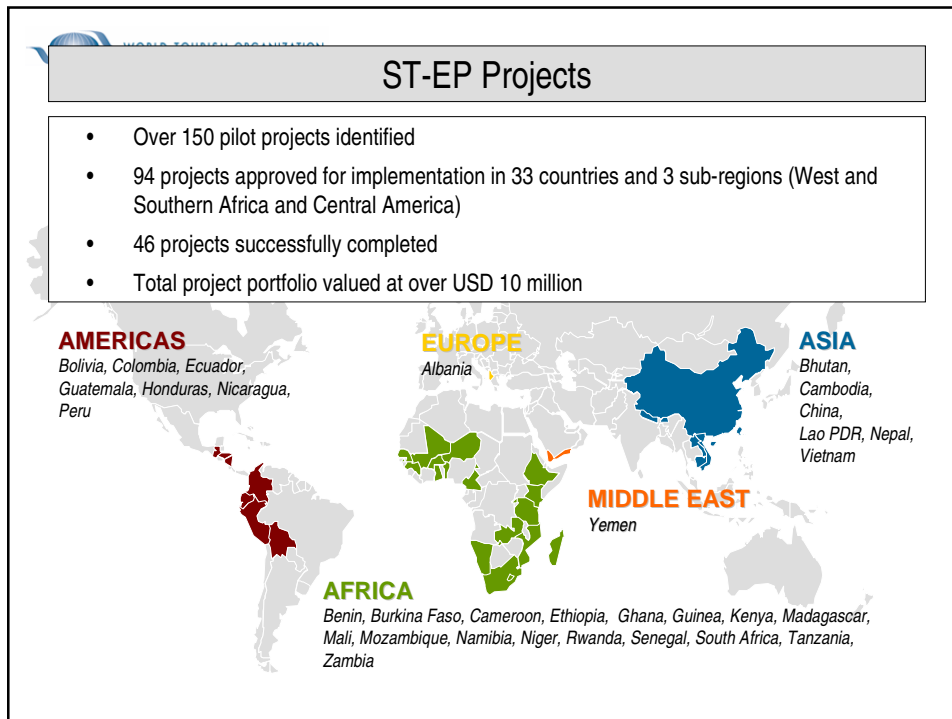 WORLD TOURISM ORGANIZATION
ST-EP Projects
• Over 150 pilot projects identified
• 94 projects approved for implementation in 33 countries and 3 sub-regions (West and
Southern Africa and Central America)
• 46 projects successfully completed
• Total project portfolio valued at over USD 10 million
AMERICAS
Bolivia, Colombia, Ecuador,
Guatemala, Honduras, Nicaragua,
Peru
EUROPE
Albania
ASIA
Bhutan,
Cambodia,
China,
Lao PDR, Nepal,
Vietnam
MIDDLE EAST
Yemen
AFRICA
Benin, Burkina Faso, Cameroon, Ethiopia, Ghana, Guinea, Kenya, Madagascar,
Mali, Mozambique, Namibia, Niger, Rwanda, Senegal, South Africa, Tanzania,
Zambia